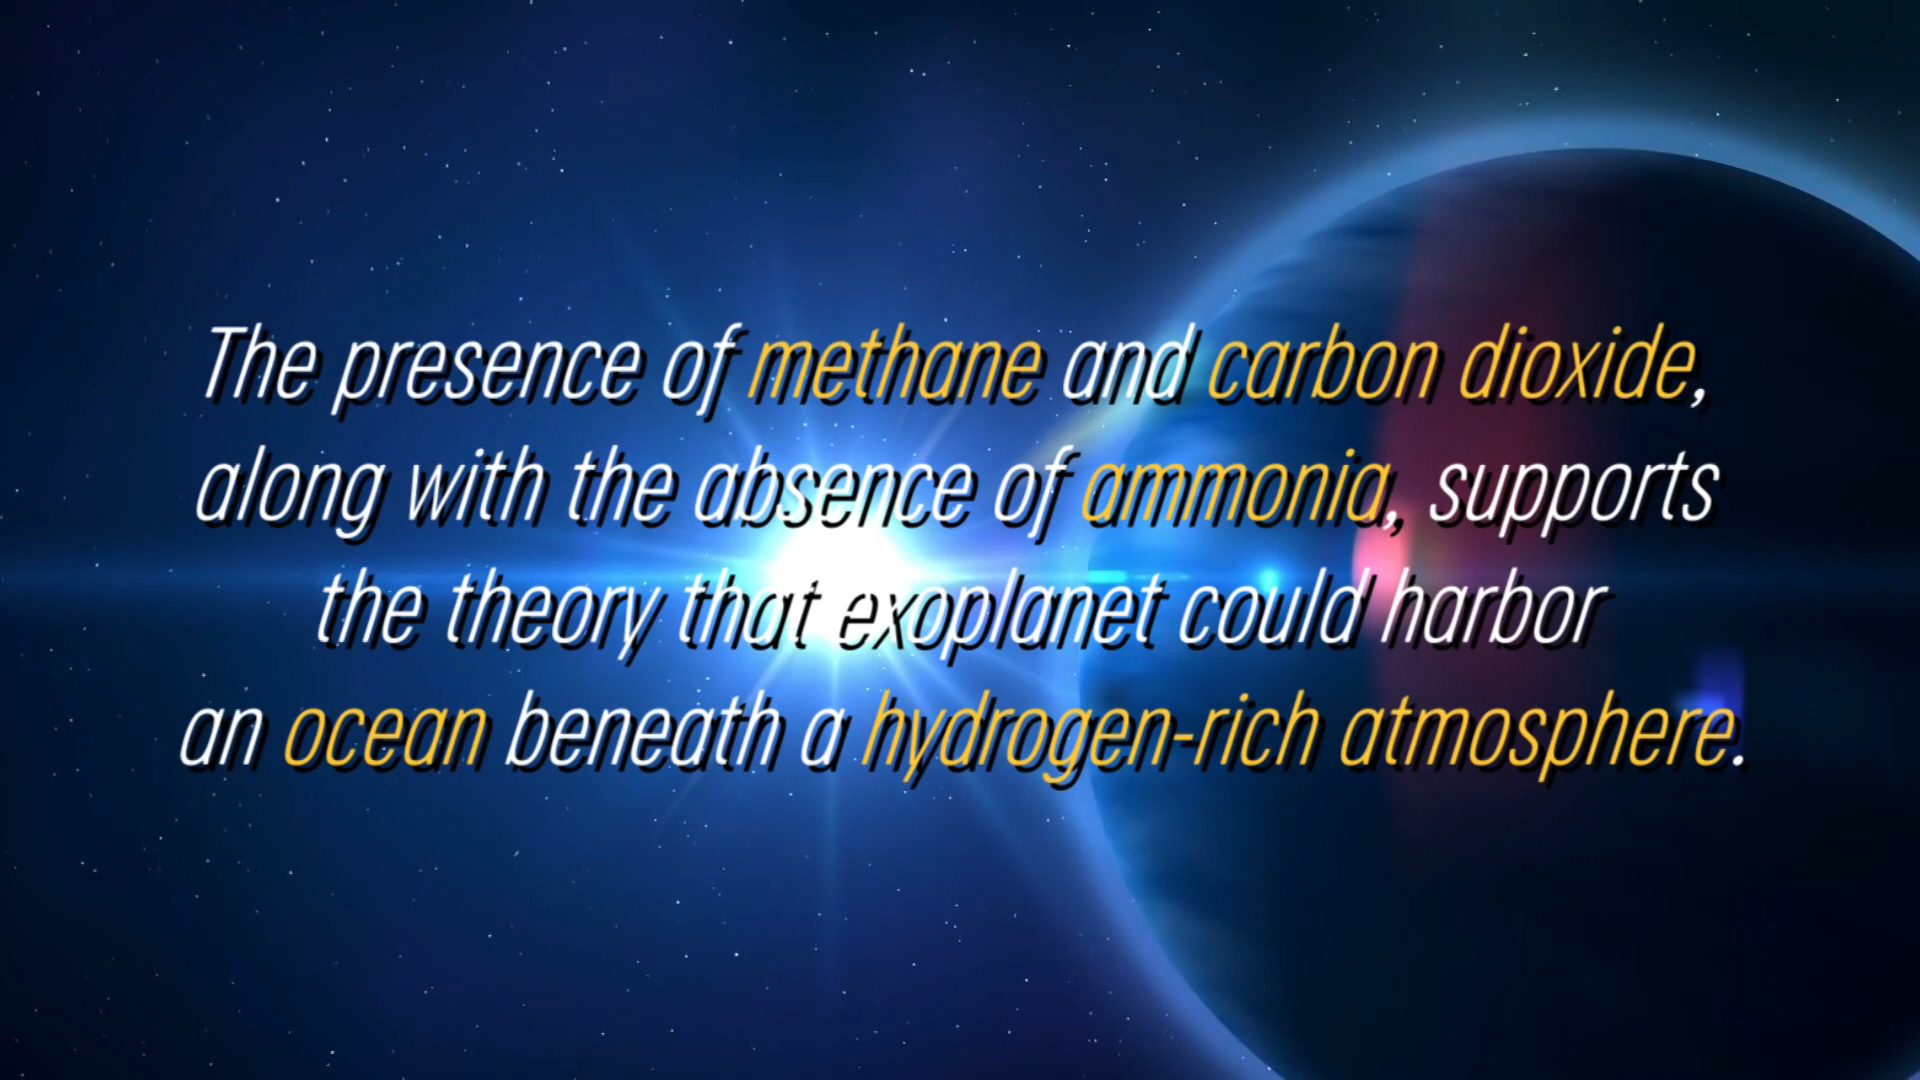 The presence of methane and carbon dioxide,
along with the absence of ammonia, supports
the theory that exoplanet could harbor
an ocean beneath a hydrogen-rich atmosphere.